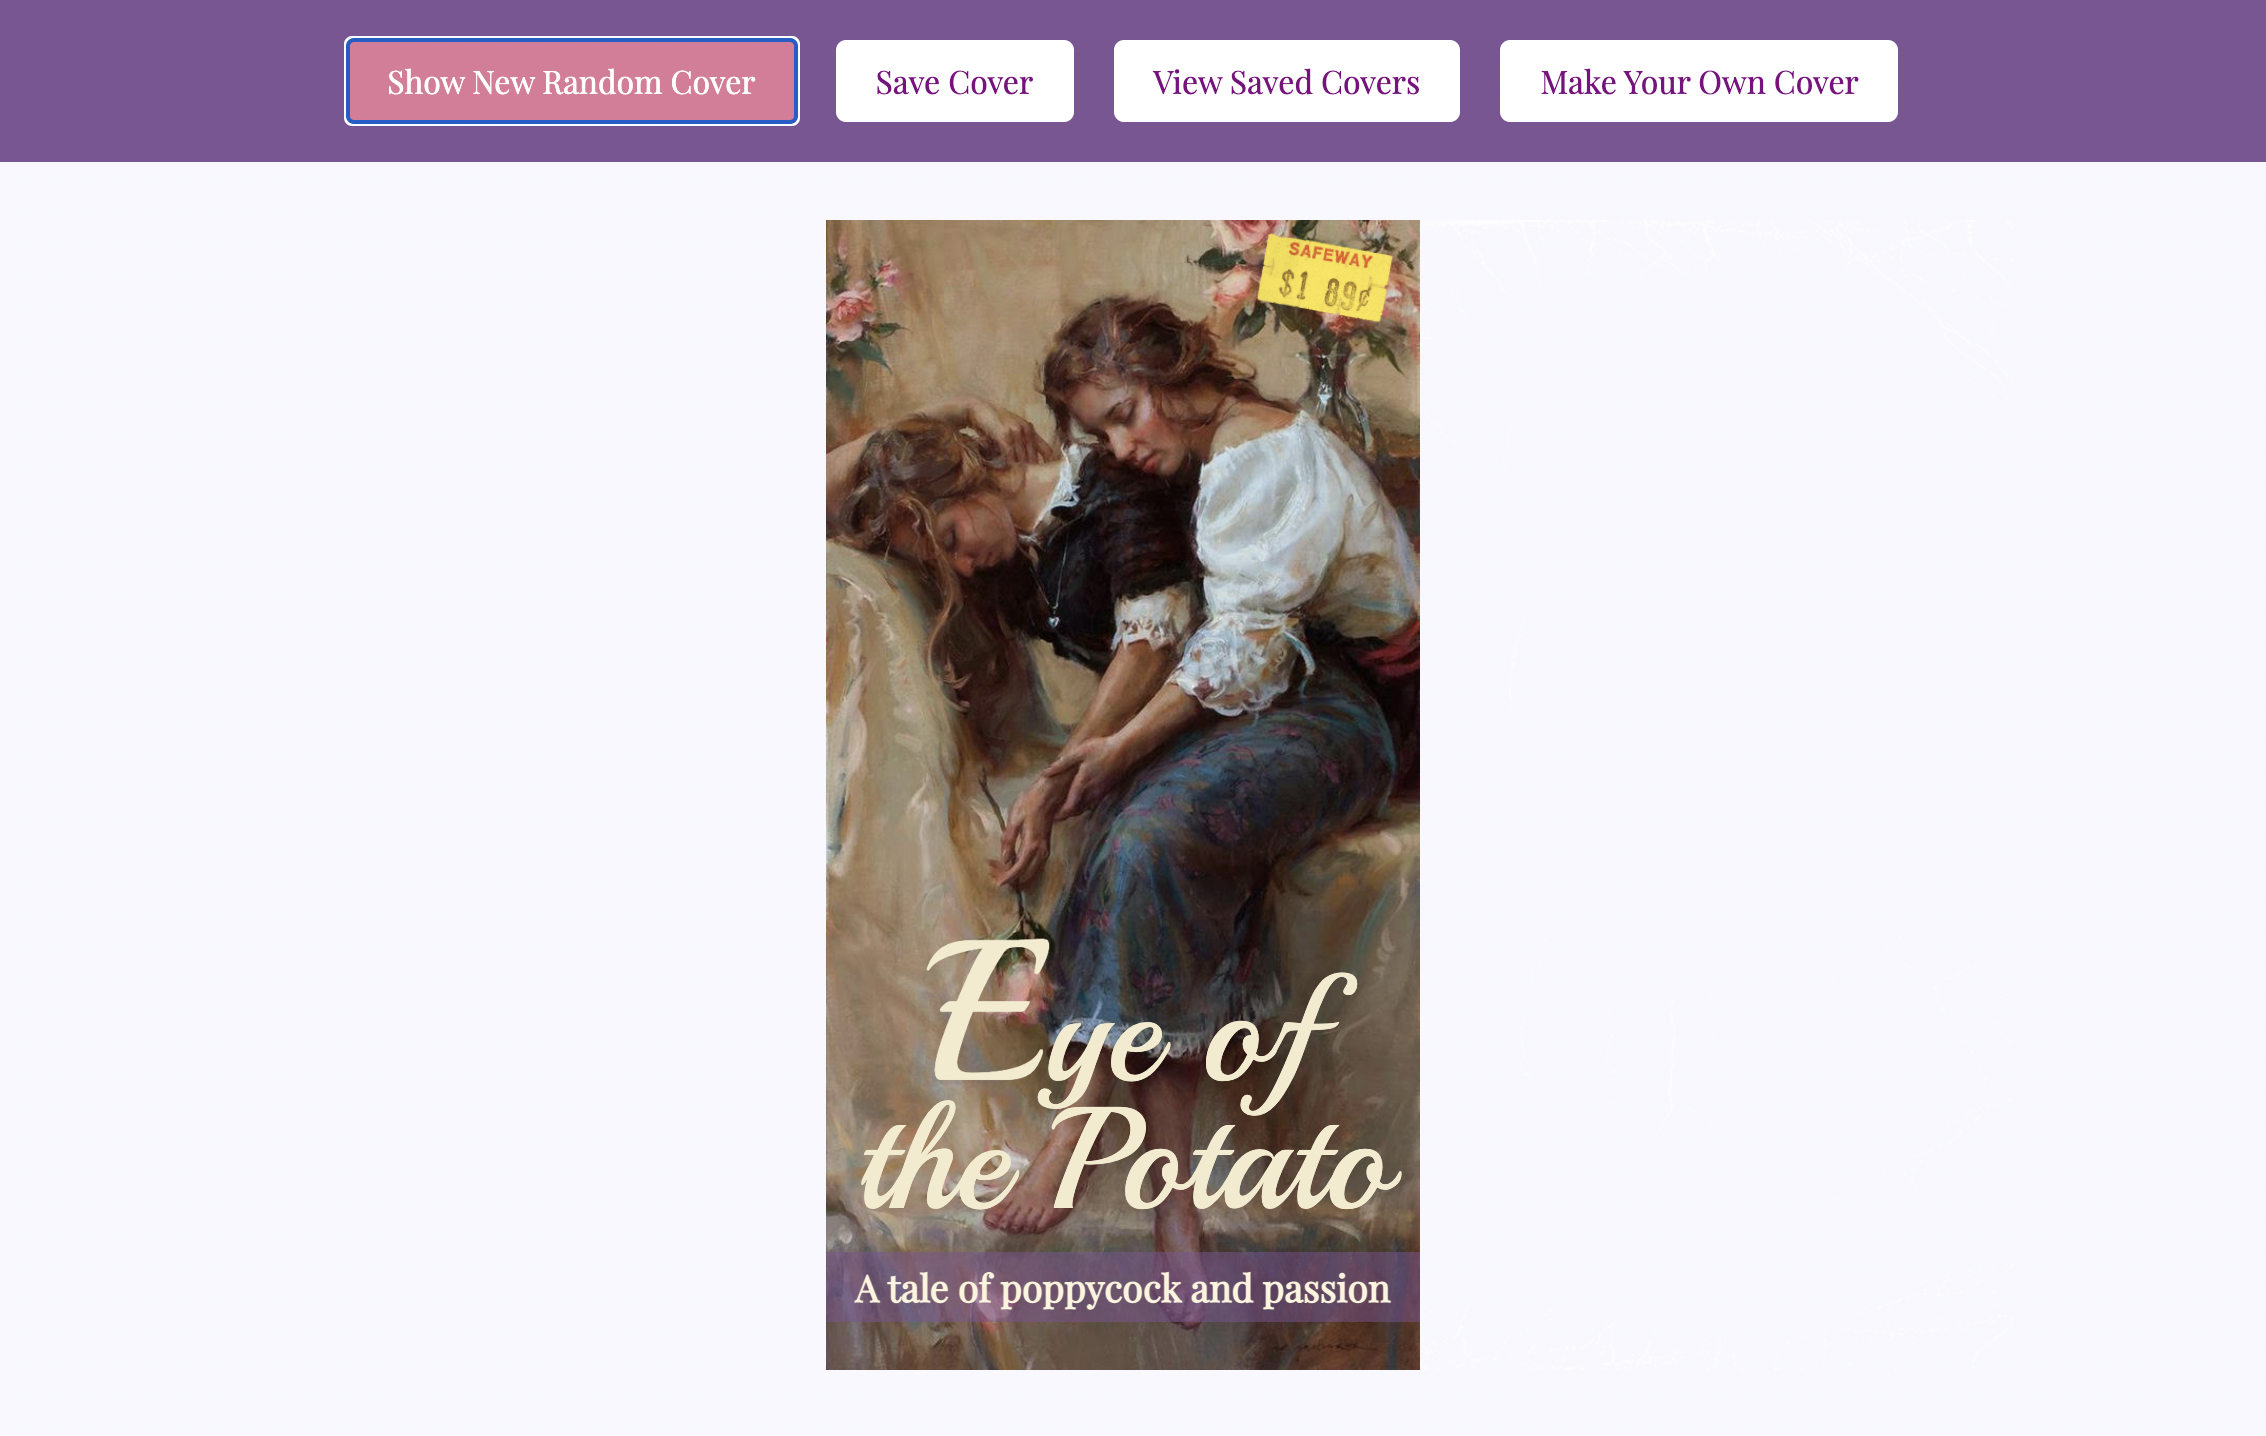 Show New Random Cover
Save Cover
View Saved Covers
Make Your Own Cover
SAFEWAY
$1 89¢
Eye of
the Potato
A tale of poppycock and passion